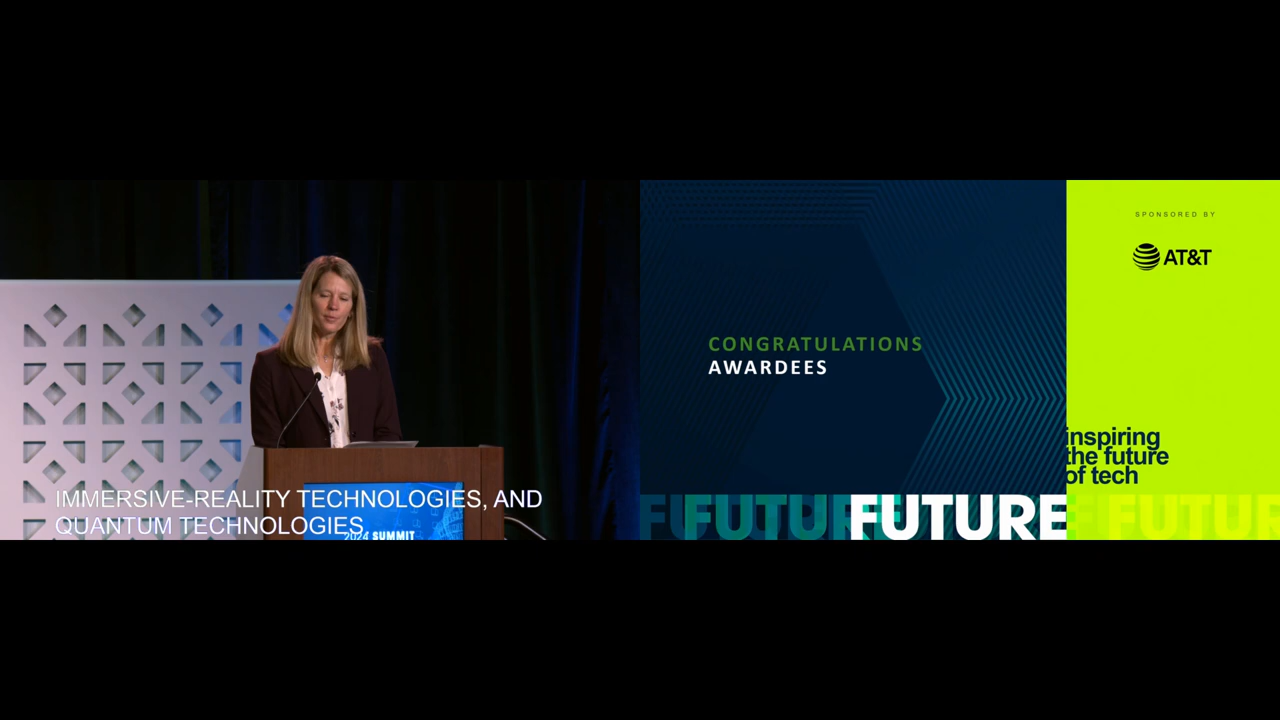 IMMERSIVE-REALITY TECHNOLOGIES, AND
QUANTUM TECHNOLOGIES
2024 SUMMIT
CONGRATULATIONS
AWARDEES
FUTURE
SPONSORED BY
AT&T
inspiring
the future
of tech
FUTUR